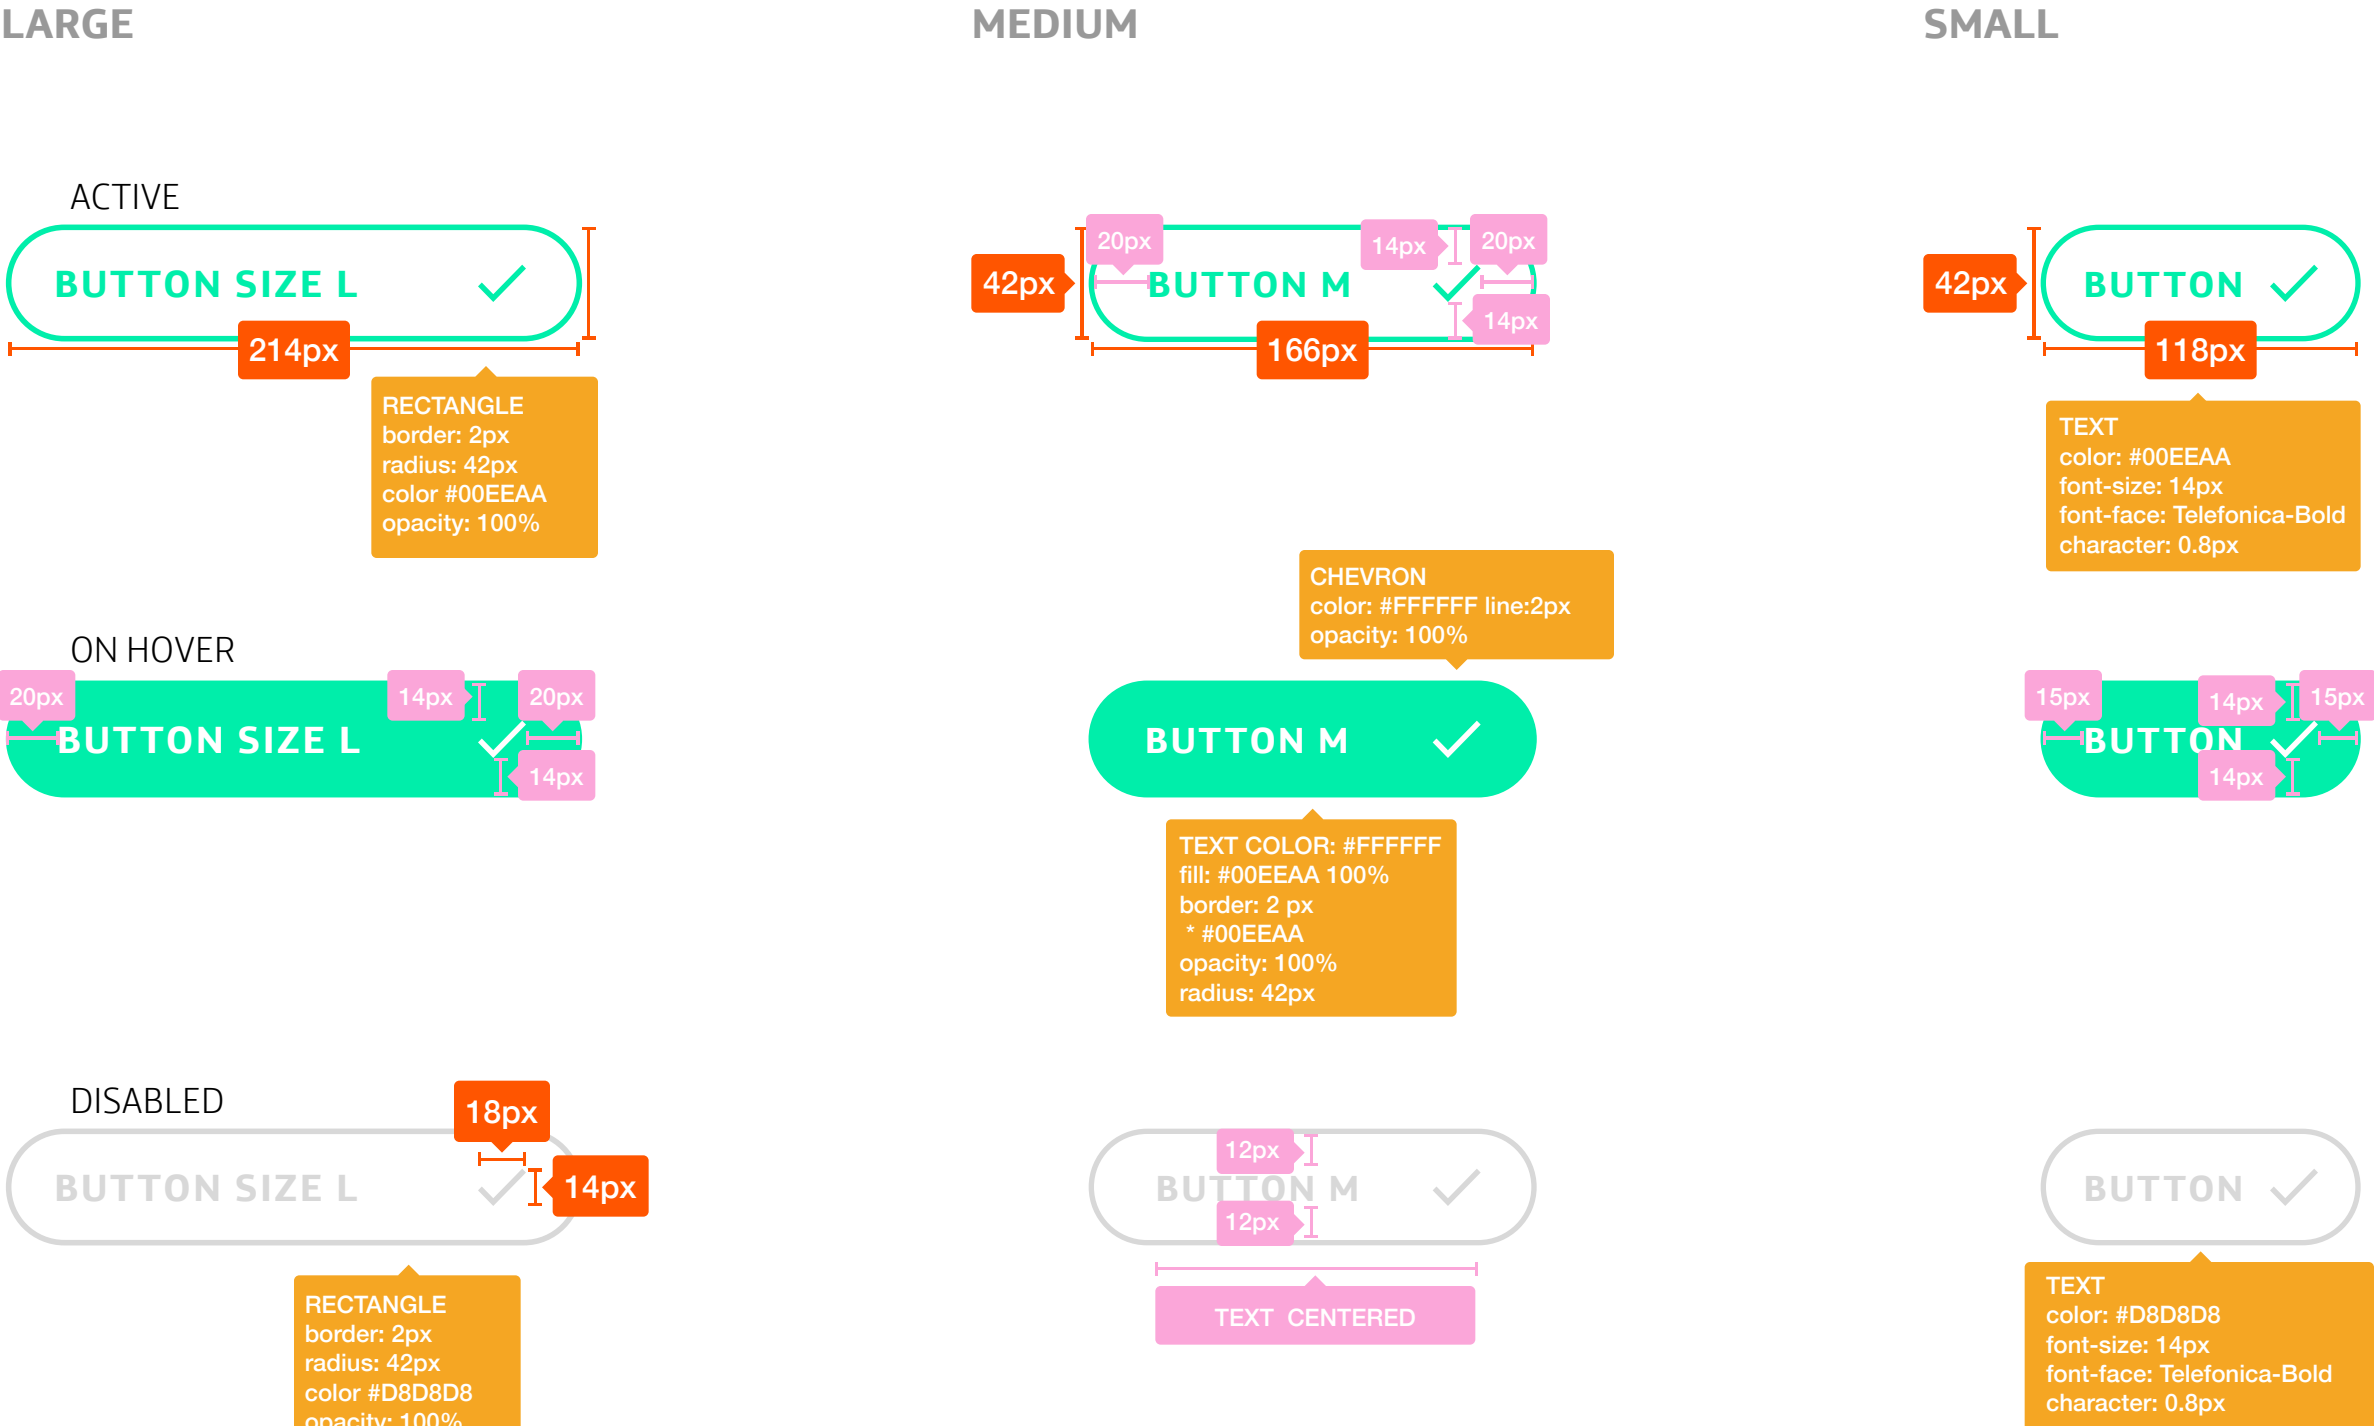 LARGE
MEDIUM
SMALL
ACTIVE
BUTTON SIZE L
214px
RECTANGLE
border: 2px
radius: 42px
color #00EEAA
opacity: 100%
42px
20px
14px
20px
BUTTON M
14px
166px
42px
BUTTON
118px
TEXT
color: #00EEAA
font-size: 14px
font-face: Telefonica-Bold
character: 0.8px
ON HOVER
20px
14px
20px
BUTTON SIZE L
14px
CHEVRON
color: #FFFFFF line:2px
opacity: 100%
BUTTON M
TEXT COLOR: #FFFFFF
fill: #00EEAA 100%
border: 2 px
* #00EEAA
opacity: 100%
radius: 42px
15px
14px
15px
BUTTON
14px
DISABLED
18px
BUTTON SIZE L
14px
RECTANGLE
border: 2px
radius: 42px
color #D8D8D8
opacity: 100%
12px
BUTTON M
12px
TEXT CENTERED
BUTTON
TEXT
color: #D8D8D8
font-size: 14px
font-face: Telefonica-Bold
character: 0.8px